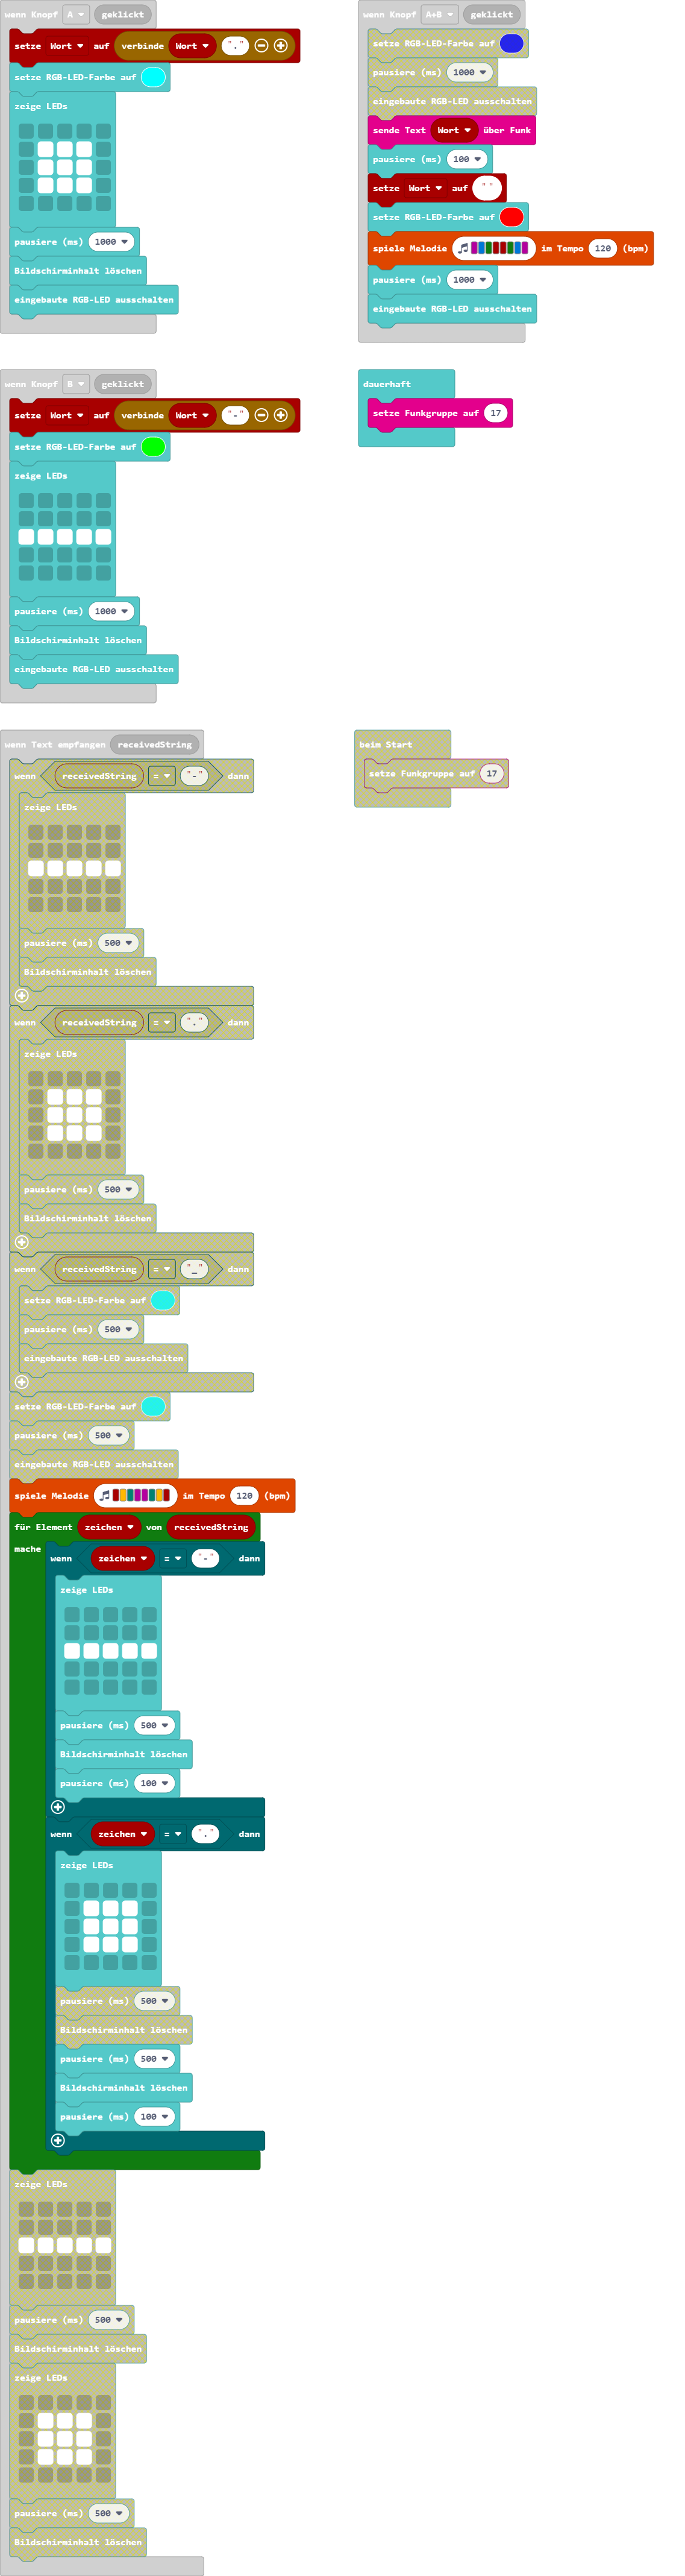 wenn Knopf A geklickt
setze Wort auf verbinde Wort "."
setze RGB-LED-Farbe auf
zeige LEDs
pausiere (ms) 1000
Bildschirminhalt löschen
eingebaute RGB-LED ausschalten
wenn Knopf A+B geklickt
setze RGB-LED-Farbe auf
pausiere (ms) 1000
eingebaute RGB-LED ausschalten
sende Text Wort über Funk
pausiere (ms) 100
setze Wort auf " "
setze RGB-LED-Farbe auf
spiele Melodie im Tempo 120 (bpm)
pausiere (ms) 1000
eingebaute RGB-LED ausschalten
wenn Knopf B geklickt
setze Wort auf verbinde Wort "-"
setze RGB-LED-Farbe auf
zeige LEDs
pausiere (ms) 1000
Bildschirminhalt löschen
eingebaute RGB-LED ausschalten
dauerhaft
setze Funkgruppe auf 17
wenn Text empfangen receivedString
wenn receivedString = "-" dann
zeige LEDs
pausiere (ms) 500
Bildschirminhalt löschen
wenn receivedString = "." dann
zeige LEDs
pausiere (ms) 500
Bildschirminhalt löschen
wenn receivedString = "_" dann
setze RGB-LED-Farbe auf
pausiere (ms) 500
eingebaute RGB-LED ausschalten
setze RGB-LED-Farbe auf
pausiere (ms) 500
eingebaute RGB-LED ausschalten
spiele Melodie im Tempo 120 (bpm)
für Element zeichen von receivedString
mache
wenn zeichen = "-" dann
zeige LEDs
pausiere (ms) 500
Bildschirminhalt löschen
pausiere (ms) 100
wenn zeichen = "." dann
zeige LEDs
pausiere (ms) 500
Bildschirminhalt löschen
pausiere (ms) 500
Bildschirminhalt löschen
pausiere (ms) 100
zeige LEDs
pausiere (ms) 500
Bildschirminhalt löschen
zeige LEDs
pausiere (ms) 500
Bildschirminhalt löschen
beim Start
setze Funkgruppe auf 17